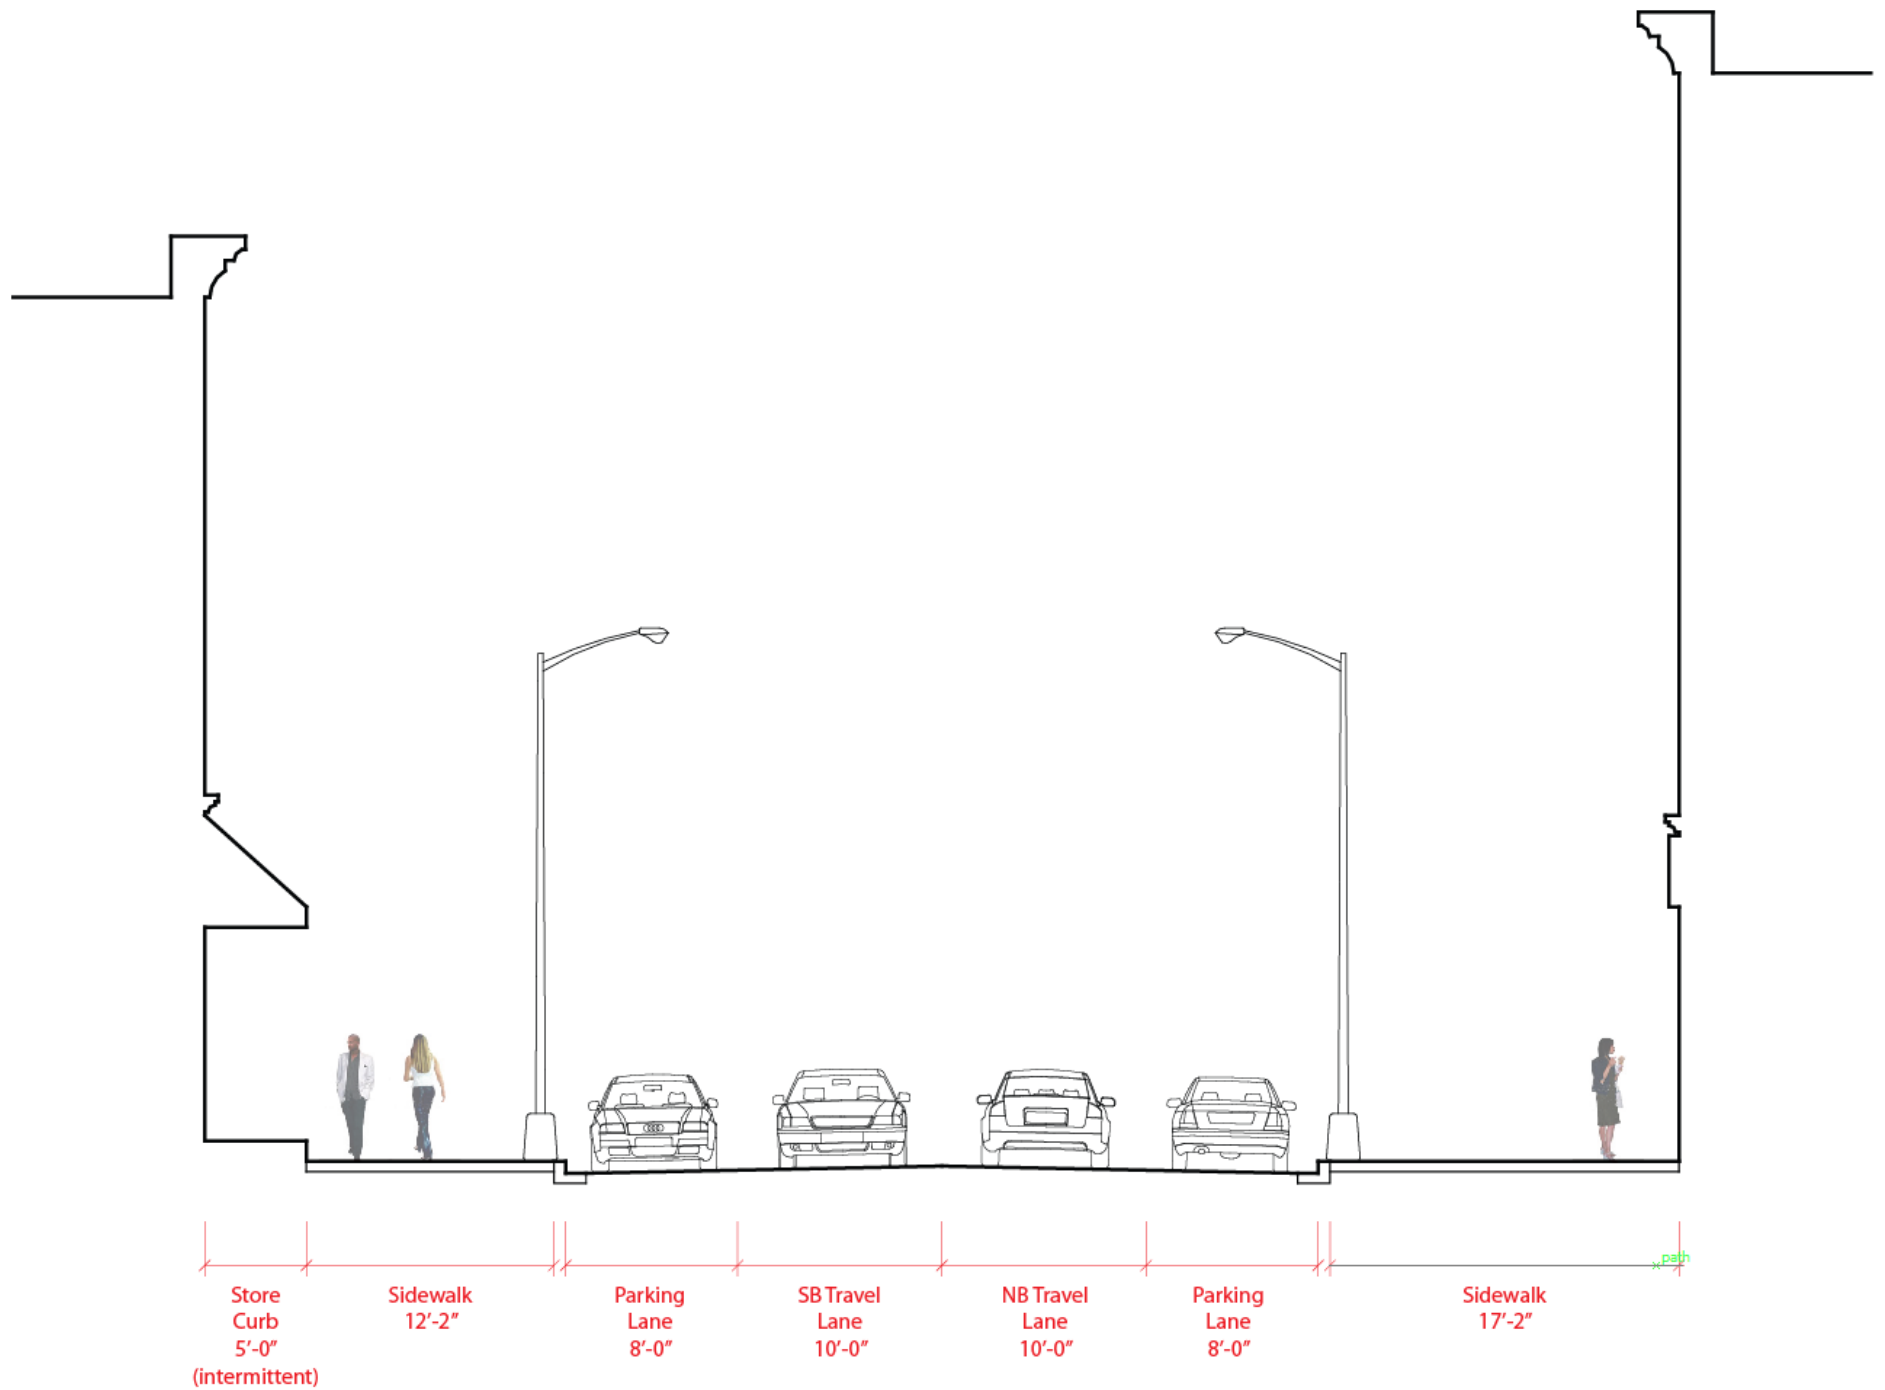 path
Store
Curb
5’-0”
(intermittent)
Sidewalk
12’-2”
Parking
Lane
8’-0”
SB Travel
Lane
10’-0”
NB Travel
Lane
10’-0”
Parking
Lane
8’-0”
Sidewalk
17’-2”